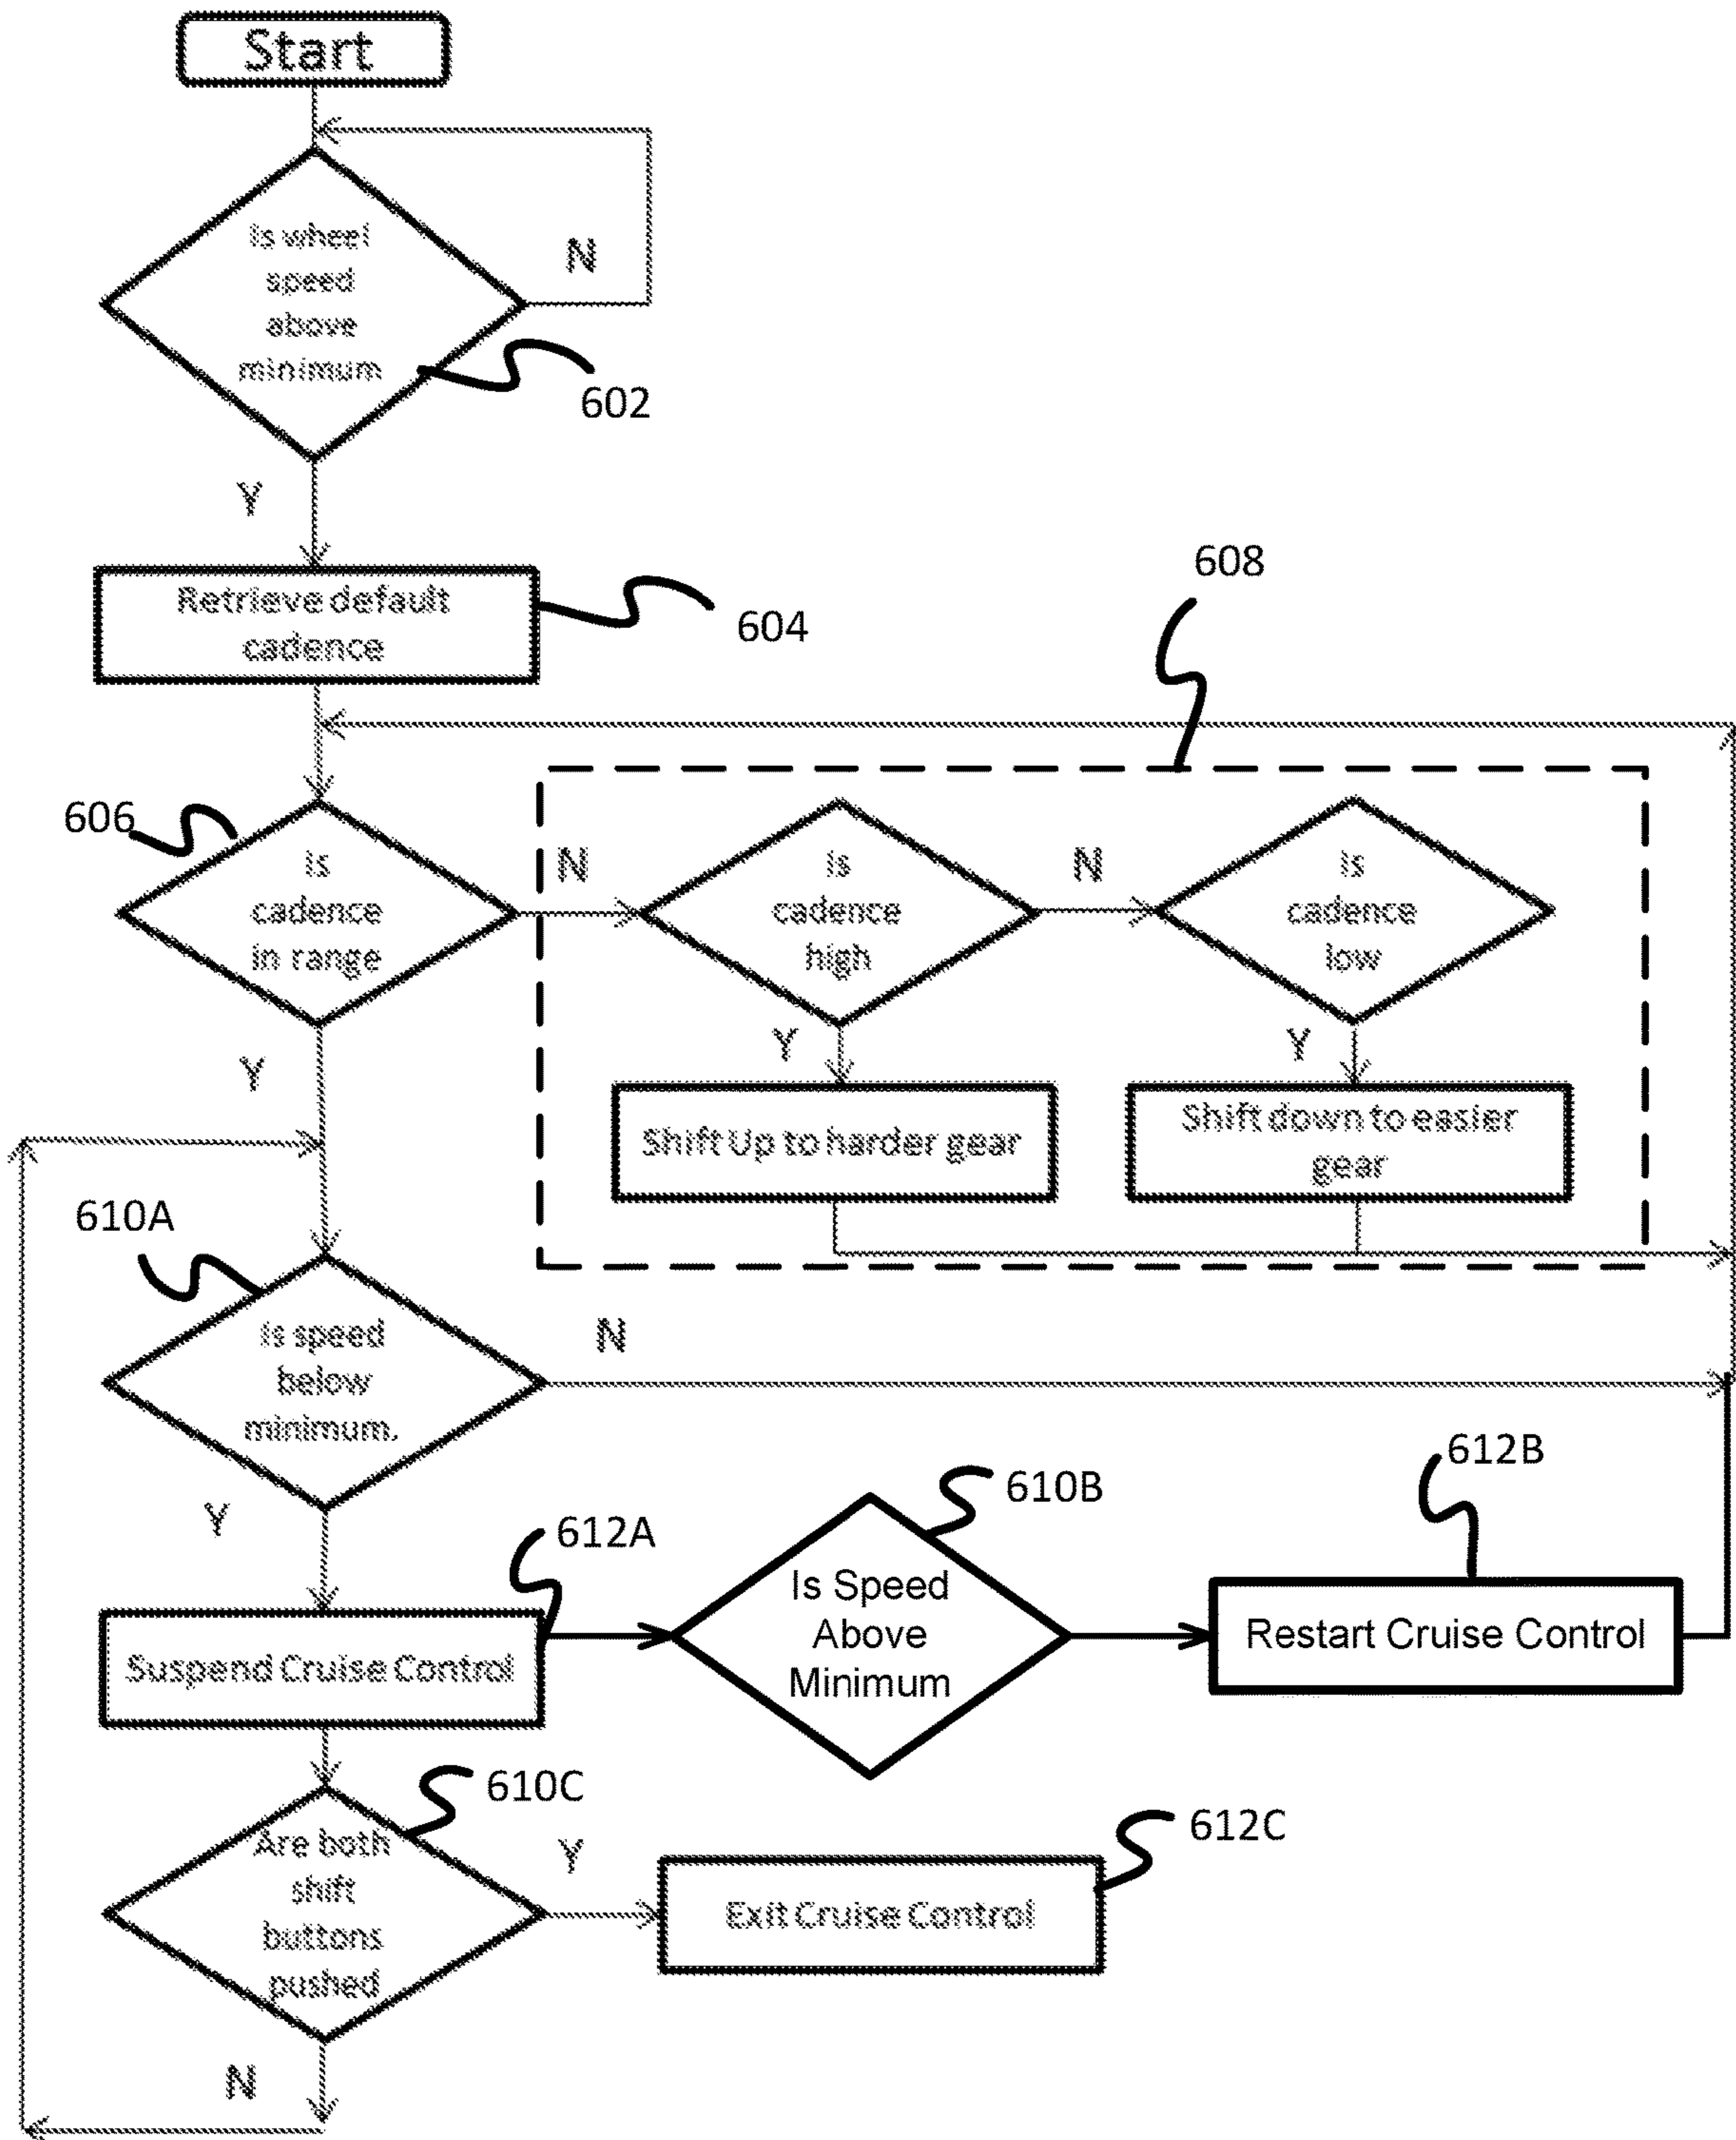 Start
Is wheel
speed
above
minimum
N
602
Y
Retrieve default
cadence
604
608
606
Is
cadence
in range
N
Is
cadence
high
N
Is
cadence
low
Y
Y
Y
Shift Up to harder gear
Shift down to easier
gear
610A
Is speed
below
minimum.
N
Y
612A
610B
612B
Suspend Cruise Control
Is Speed
Above
Minimum
Restart Cruise Control
610C
Are both
shift
buttons
pushed
Y
612C
Exit Cruise Control
N